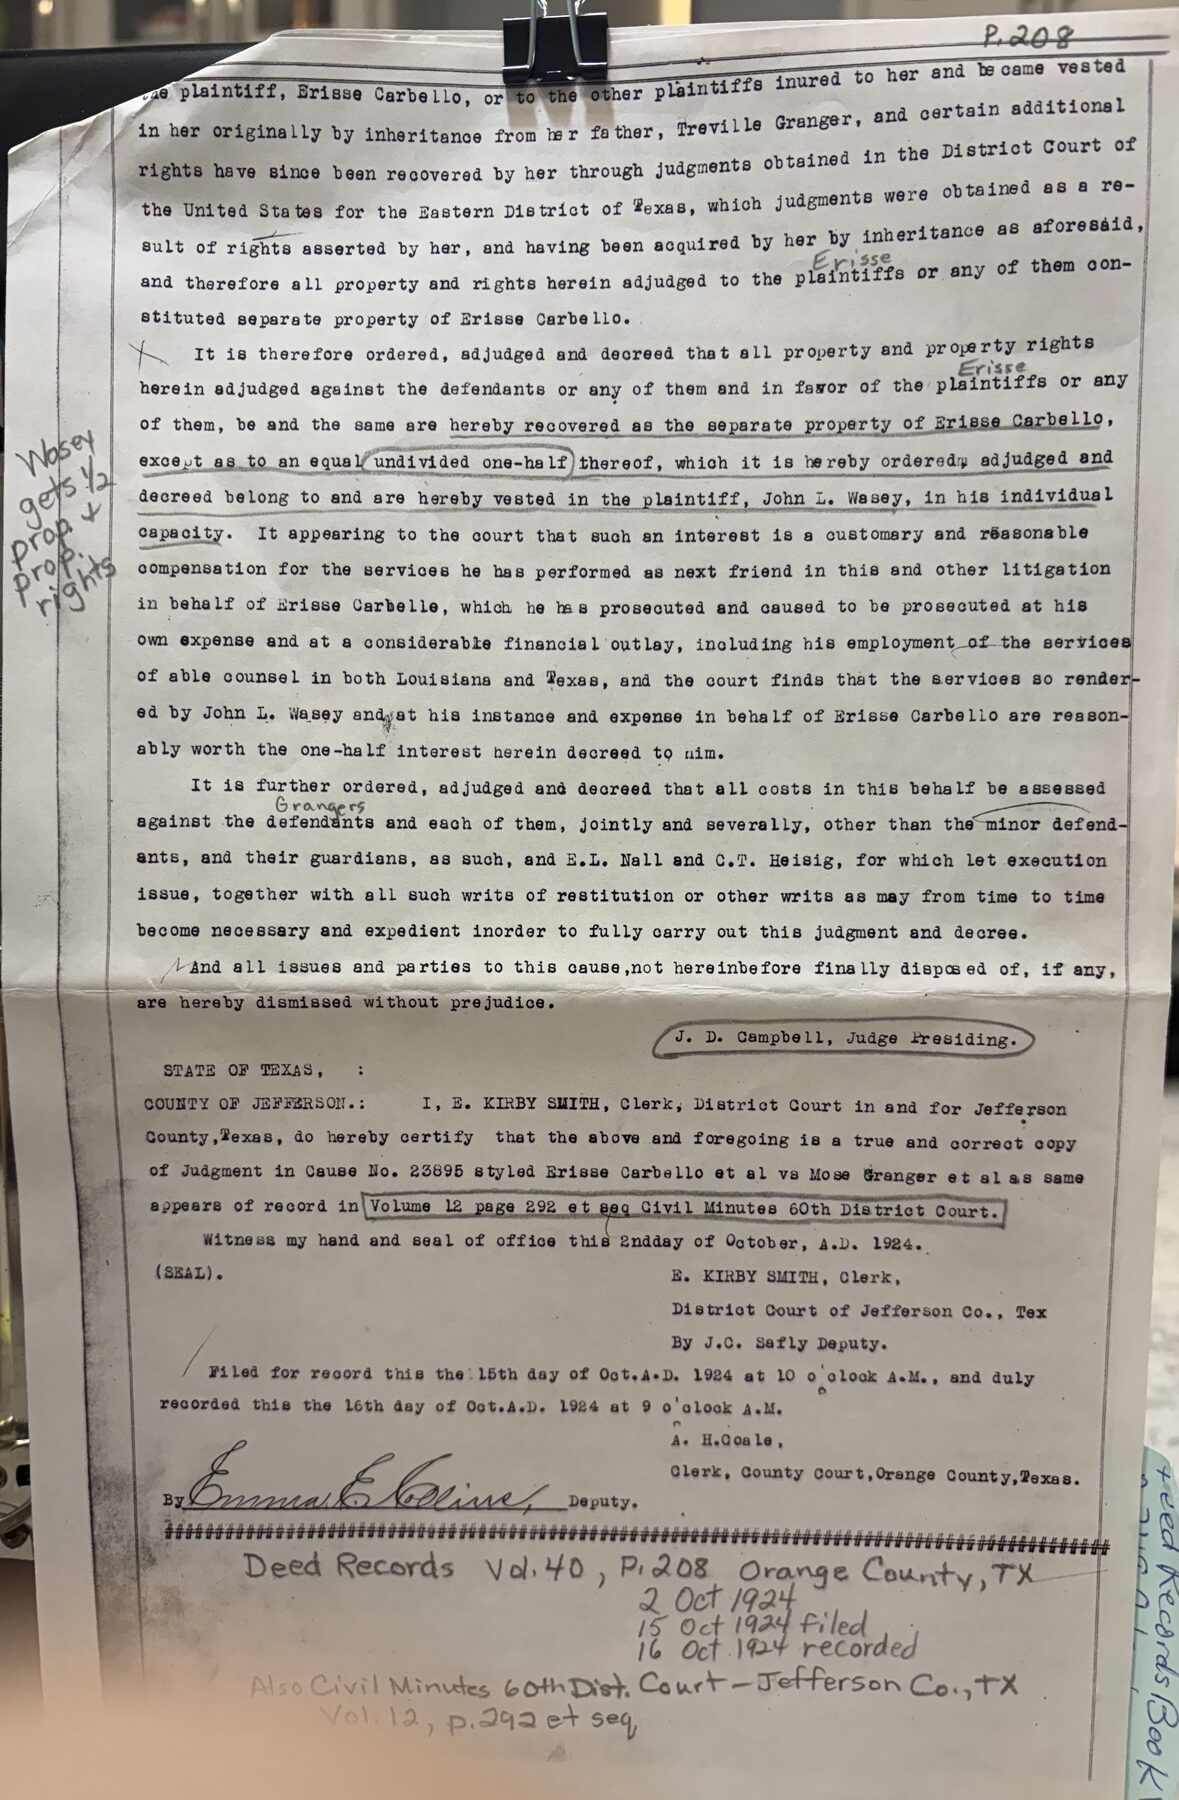 P. 208
the plaintiff, Erisse Carbello, or to the other plaintiffs inured to her and became vested
in her originally by inheritance from her father, Treville Granger, and certain additional
rights have since been recovered by her through judgments obtained in the District Court of
the United States for the Eastern District of Texas, which judgments were obtained as a re-
sult of rights asserted by her, and having been acquired by her by inheritance as aforesaid,
Erisse
and therefore all property and rights herein adjudged to the plaintiffs or any of them con-
stituted separate property of Erisse Carbello.
X It is therefore ordered, adjudged and decreed that all property and property rights
Erisse
herein adjudged against the defendants or any of them and in favor of the plaintiffs or any
of them, be and the same are hereby recovered as the separate property of Erisse Carbello,
except as to an equal undivided one-half thereof, which it is hereby ordered, adjudged and
decreed belong to and are hereby vested in the plaintiff, John L. Wasey, in his individual
capacity. It appearing to the court that such an interest is a customary and reasonable
compensation for the services he has performed as next friend in this and other litigation
in behalf of Erisse Carbelle, which he has prosecuted and caused to be prosecuted at his
own expense and at a considerable financial outlay, including his employment of the services
of able counsel in both Louisiana and Texas, and the court finds that the services so render-
ed by John L. Wasey and at his instance and expense in behalf of Erisse Carbello are reason-
ably worth the one-half interest herein decreed to him.
Wasey
gets 1/2
prop +
prop.
rights
It is further ordered, adjudged and decreed that all costs in this behalf be assessed
Grangers
against the defendants and each of them, jointly and severally, other than the minor defend-
ants, and their guardians, as such, and E.L. Nall and C.T. Heisig, for which let execution
issue, together with all such writs of restitution or other writs as may from time to time
become necessary and expedient inorder to fully carry out this judgment and decree.
And all issues and parties to this cause,not hereinbefore finally disposed of, if any,
are hereby dismissed without prejudice.
J. D. Campbell, Judge Presiding.
STATE OF TEXAS, :
COUNTY OF JEFFERSON.: I, E. KIRBY SMITH, Clerk, District Court in and for Jefferson
County,Texas, do hereby certify that the above and foregoing is a true and correct copy
of Judgment in Cause No. 23895 styled Erisse Carbello et al vs Mose Granger et al as same
appears of record in Volume 12 page 292 et seq Civil Minutes 60th District Court.
Witness my hand and seal of office this 2ndday of October, A.D. 1924.
(SEAL).
E. KIRBY SMITH, Clerk,
District Court of Jefferson Co., Tex
By J.C. Safly Deputy.
Filed for record this the 15th day of Oct.A.D. 1924 at 10 o'clock A.M., and duly
recorded this the 16th day of Oct.A.D. 1924 at 9 o'clock A.M.
A. H.Coale,
Clerk, County Court,Orange County,Texas.
By Emma E Deputy.
################################################################
Deed Records Vol. 40, P. 208 Orange County, TX
2 Oct 1924
15 Oct 1924 filed
16 Oct 1924 recorded
Also Civil Minutes 60th Dist. Court - Jefferson Co., TX
Vol. 12, p. 292 et seq
Records Book